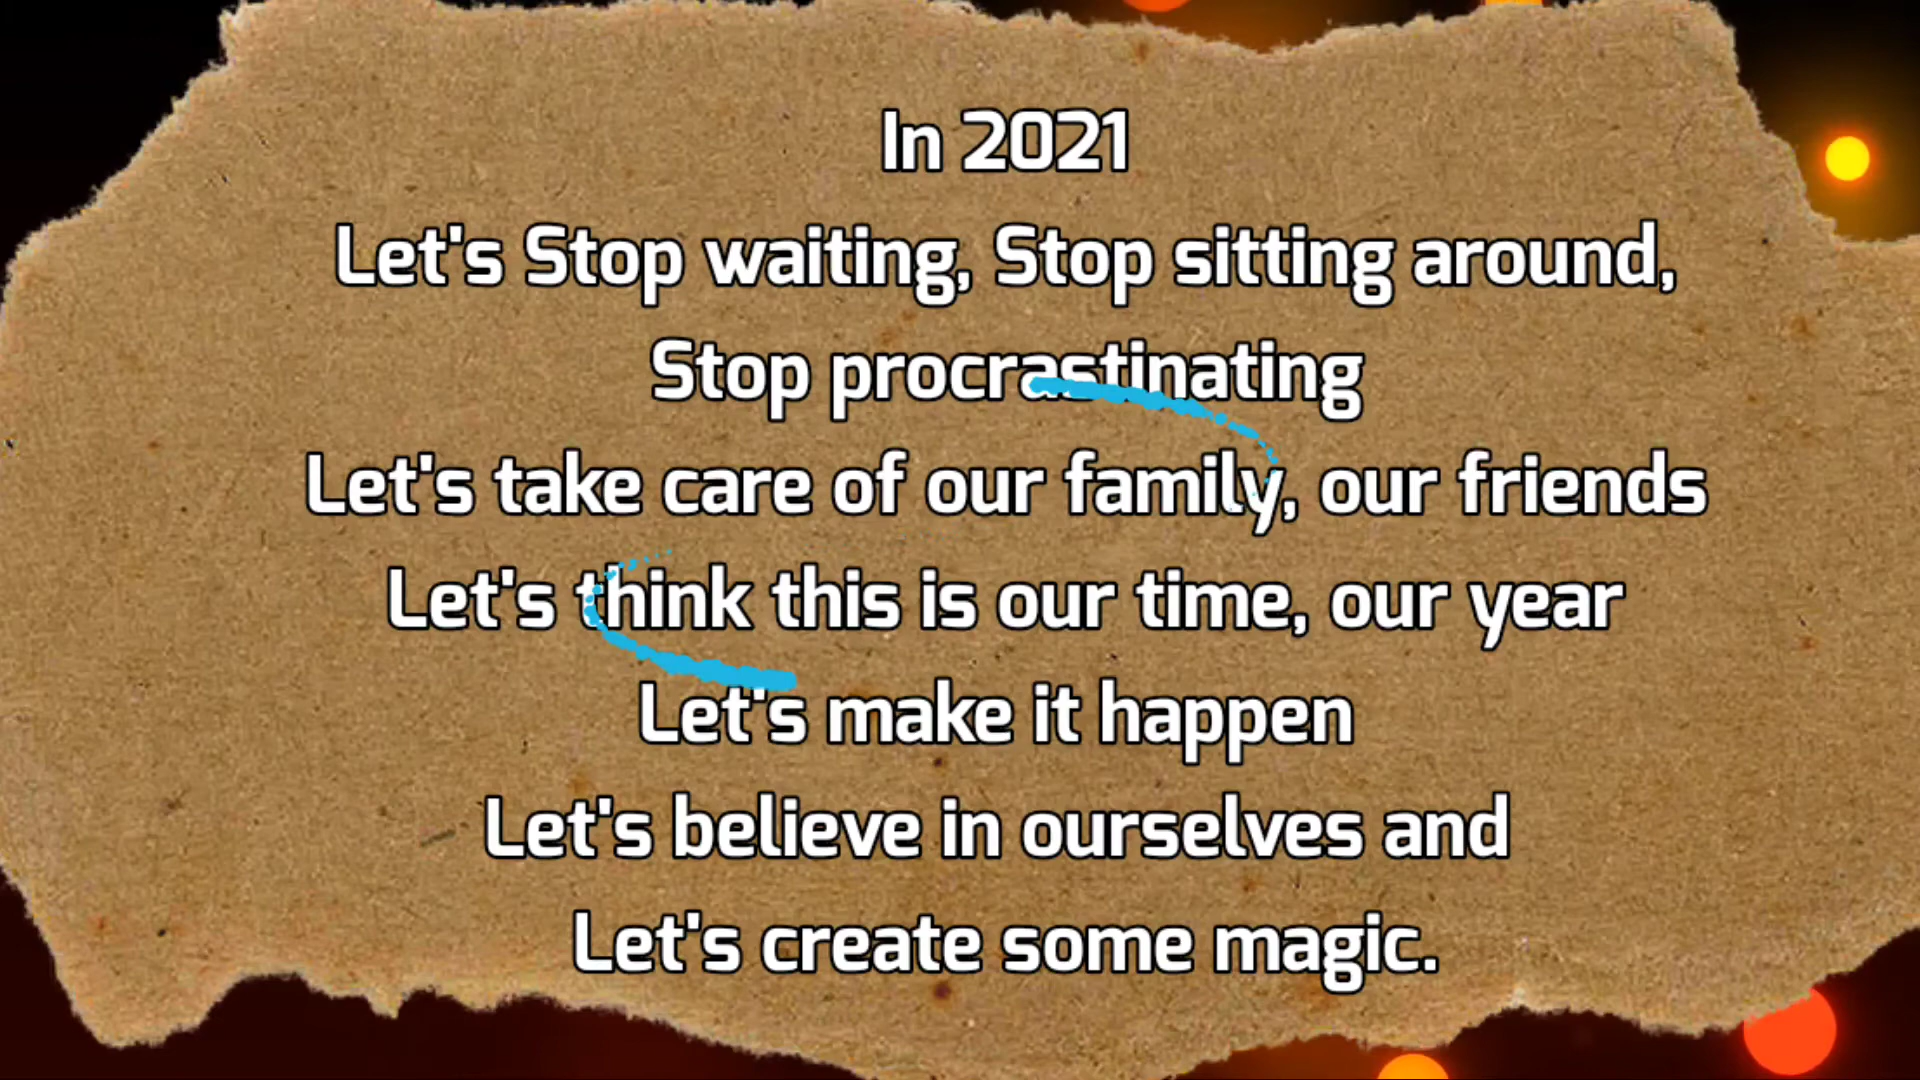 In 2021
Let's Stop waiting, Stop sitting around,
Stop procrastinating
Let's take care of our family, our friends
Let's think this is our time, our year
Let's make it happen
Let's believe in ourselves and
Let's create some magic.